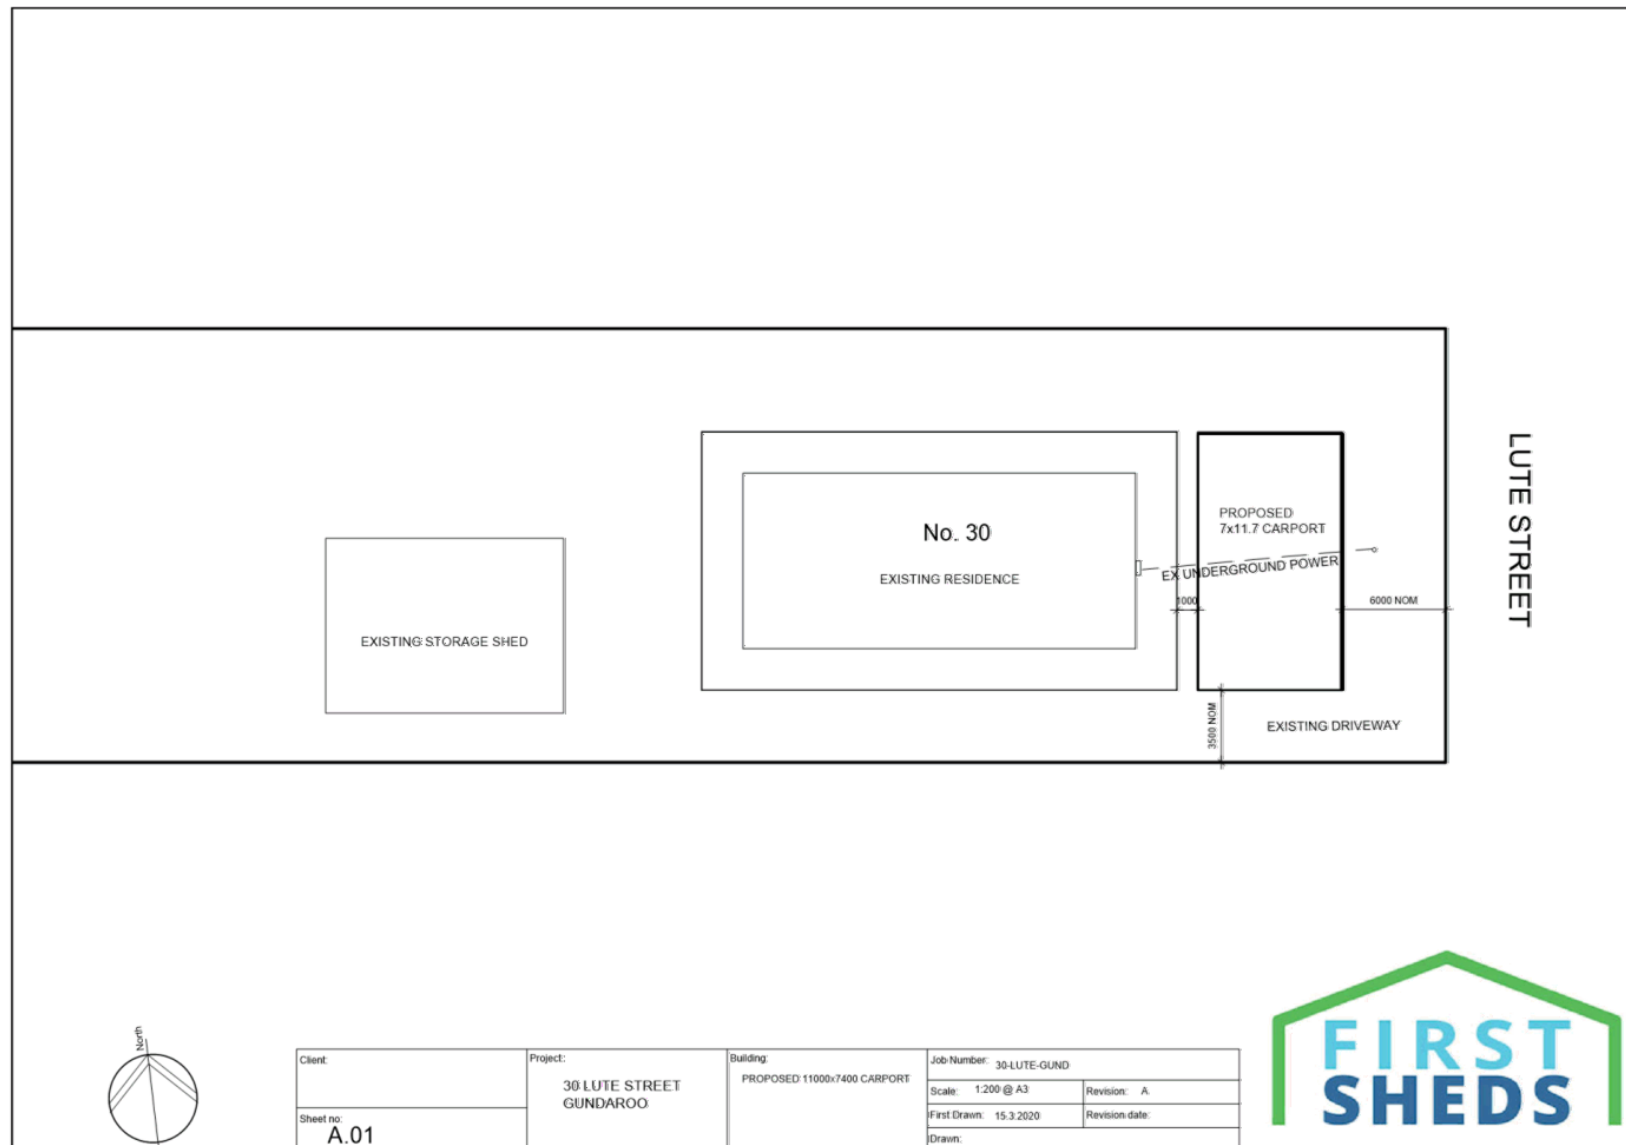 LUTE STREET
No. 30
EXISTING RESIDENCE
PROPOSED
7x11.7 CARPORT
EX UNDERGROUND POWER
1000
6000 NOM
EXISTING STORAGE SHED
3500 NOM
EXISTING DRIVEWAY
North
Client:
Sheet no:
A.01
Project:
30 LUTE STREET
GUNDAROO
Building:
PROPOSED 11000x7400 CARPORT
Job Number: 30-LUTE-GUND
Scale: 1:200 @ A3
Revision: A
First Drawn: 15.3.2020
Revision date:
Drawn:
FIRST
SHEDS